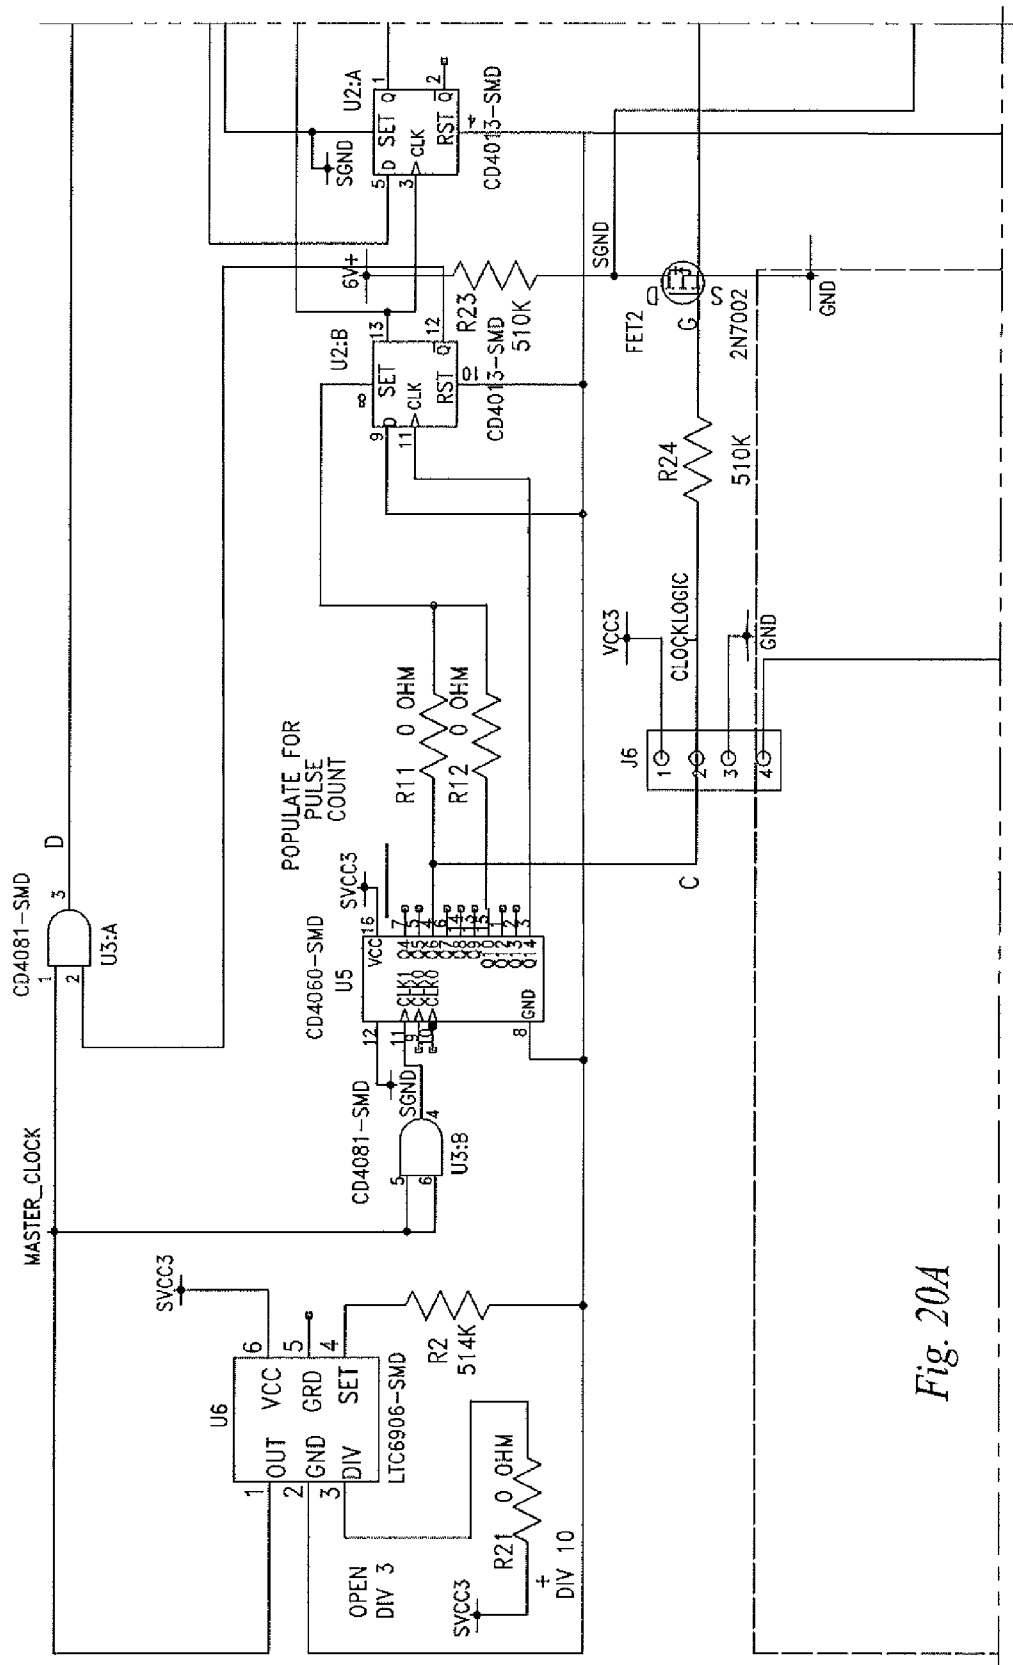 MASTER_CLOCK
CD4081-SMD
1
2
3
U3:A
D
SVCC3
U6
1
OUT
2
GND
3
DIV
VCC
6
GRD
5
SET
4
LTC6906-SMD
OPEN
DIV 3
R2
514K
SVCC3
R21
0 OHM
+
DIV 10
CD4081-SMD
5
6
4
U3:B
SGND
CD4060-SMD
U5
12
11
9
10
8
CLK1
CLK0
CLK0
GND
VCC
16
SVCC3
Q4
7
Q5
5
Q6
4
Q7
6
Q8
14
Q9
13
Q10
15
Q12
1
Q13
2
Q14
3
POPULATE FOR
PULSE
COUNT
R11
0 OHM
R12
0 OHM
C
J6
1
2
3
4
VCC3
CLOCKLOGIC
GND
R24
510K
U2:B
8
9
D
SET
11
CLK
RST
10
Q
13
12
CD4013-SMD
6V+
R23
510K
SGND
FET2
D
G
S
2N7002
GND
SGND
U2:A
5
D
SET
3
CLK
RST
4
Q
1
Q
2
CD4013-SMD
Fig. 20A